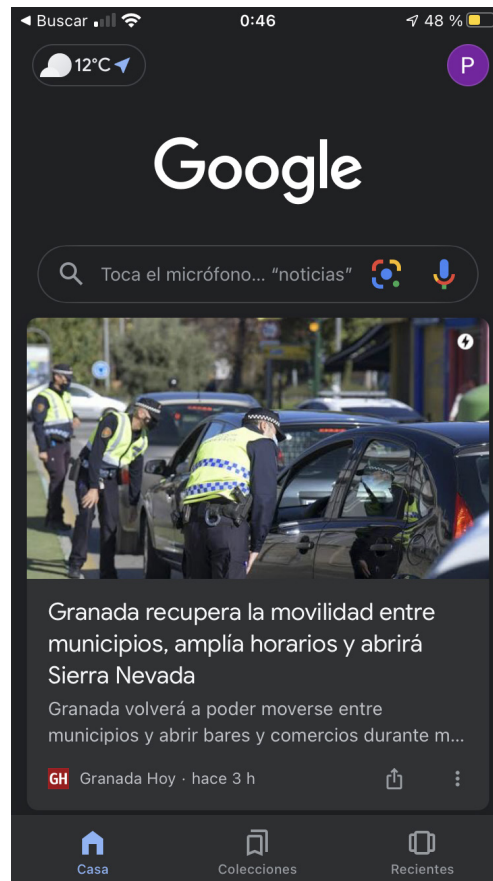 ◀ Buscar 0:46 48 %
12°C P
Google
Toca el micrófono... “noticias”
Granada recupera la movilidad entre
municipios, amplía horarios y abrirá
Sierra Nevada
Granada volverá a poder moverse entre
municipios y abrir bares y comercios durante m...
GH Granada Hoy · hace 3 h
Casa Colecciones Recientes